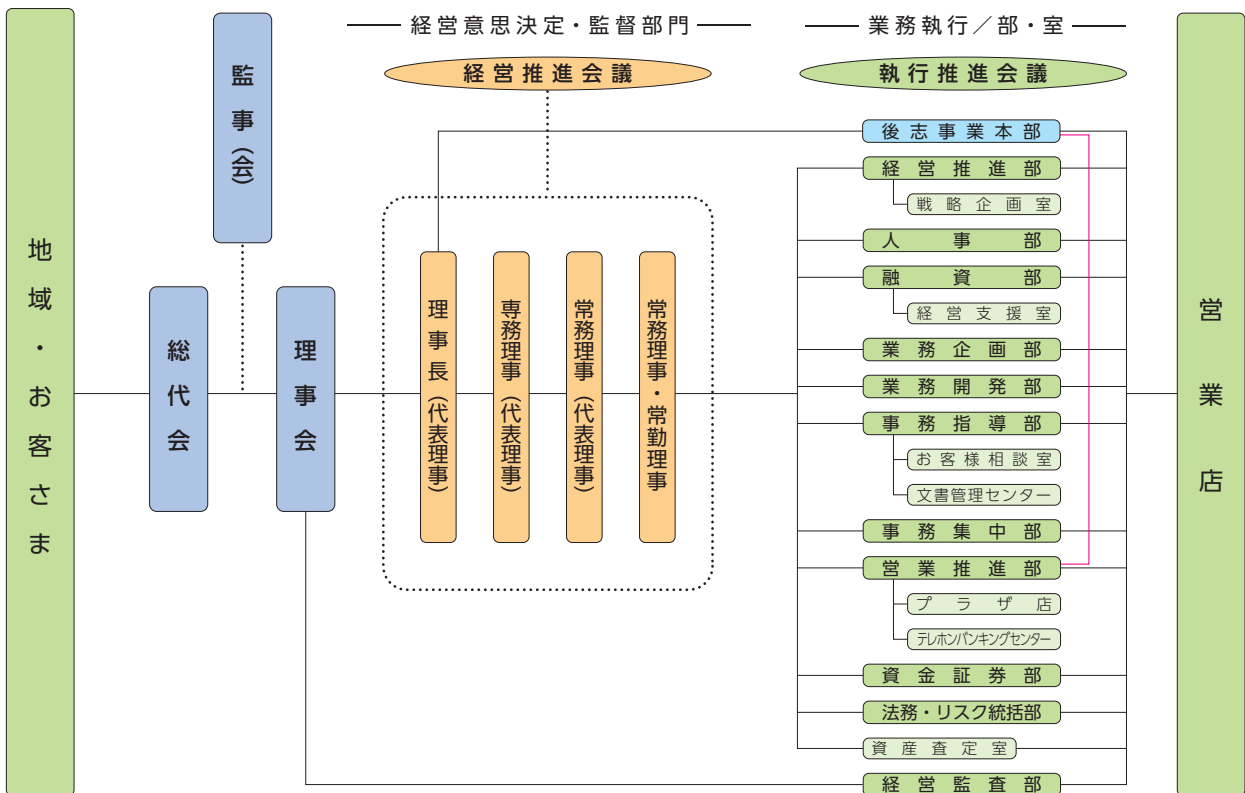 経営意思決定・監督部門
業務執行／部・室
経営推進会議
執行推進会議
地域・お客さま
監事(会)
総代会
理事会
理事長(代表理事)
専務理事(代表理事)
常務理事(代表理事)
常務理事・常勤理事
後志事業本部
経営推進部
戦略企画室
人事部
融資部
経営支援室
業務企画部
業務開発部
事務指導部
お客様相談室
文書管理センター
事務集中部
営業推進部
プラザ店
テレホンバンキングセンター
資金証券部
法務・リスク統括部
資産査定室
経営監査部
営業店